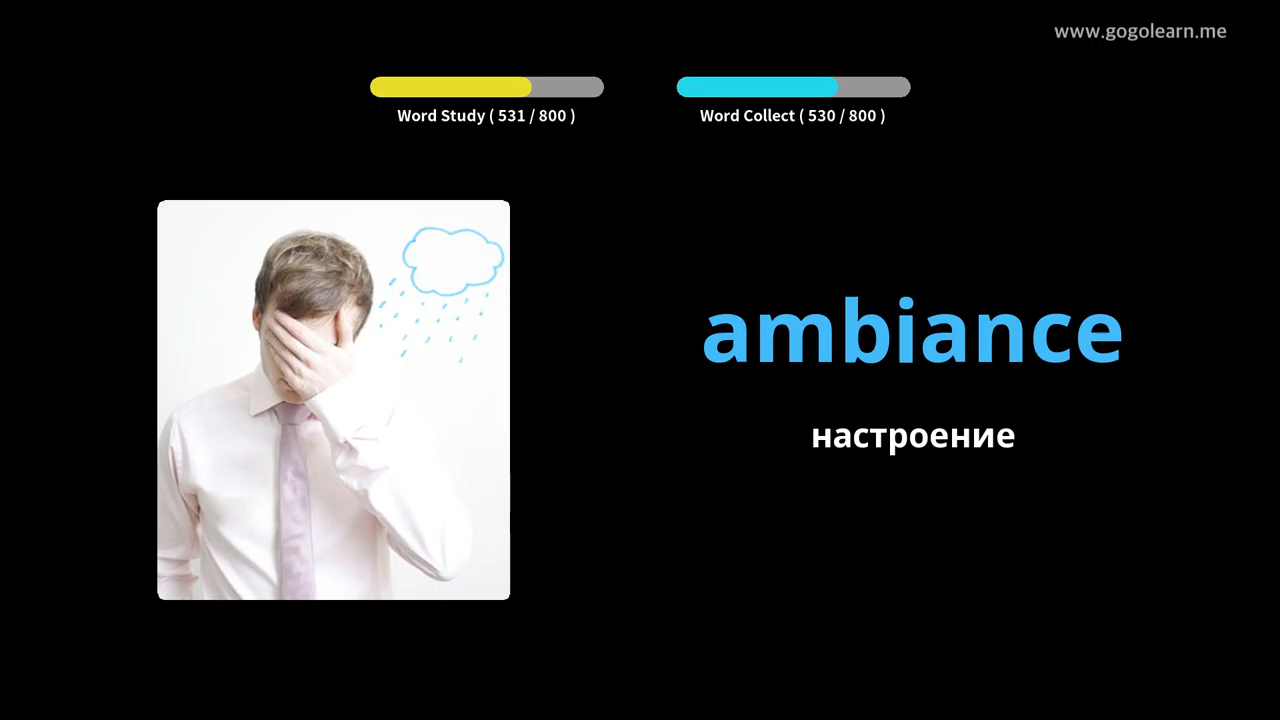 www.gogolearn.me
Word Study ( 531 / 800 )
Word Collect ( 530 / 800 )
ambiance
настроение